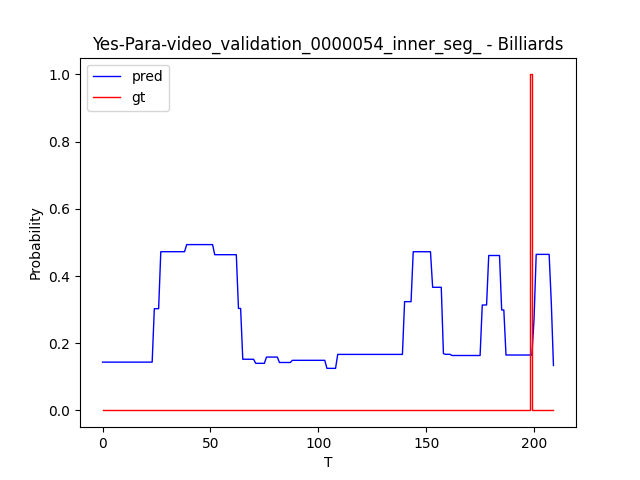 Yes-Para-video_validation_0000054_inner_seg_ - Billiards
pred
gt
1.0
0.8
0.6
0.4
0.2
0.0
Probability
0
50
100
150
200
T